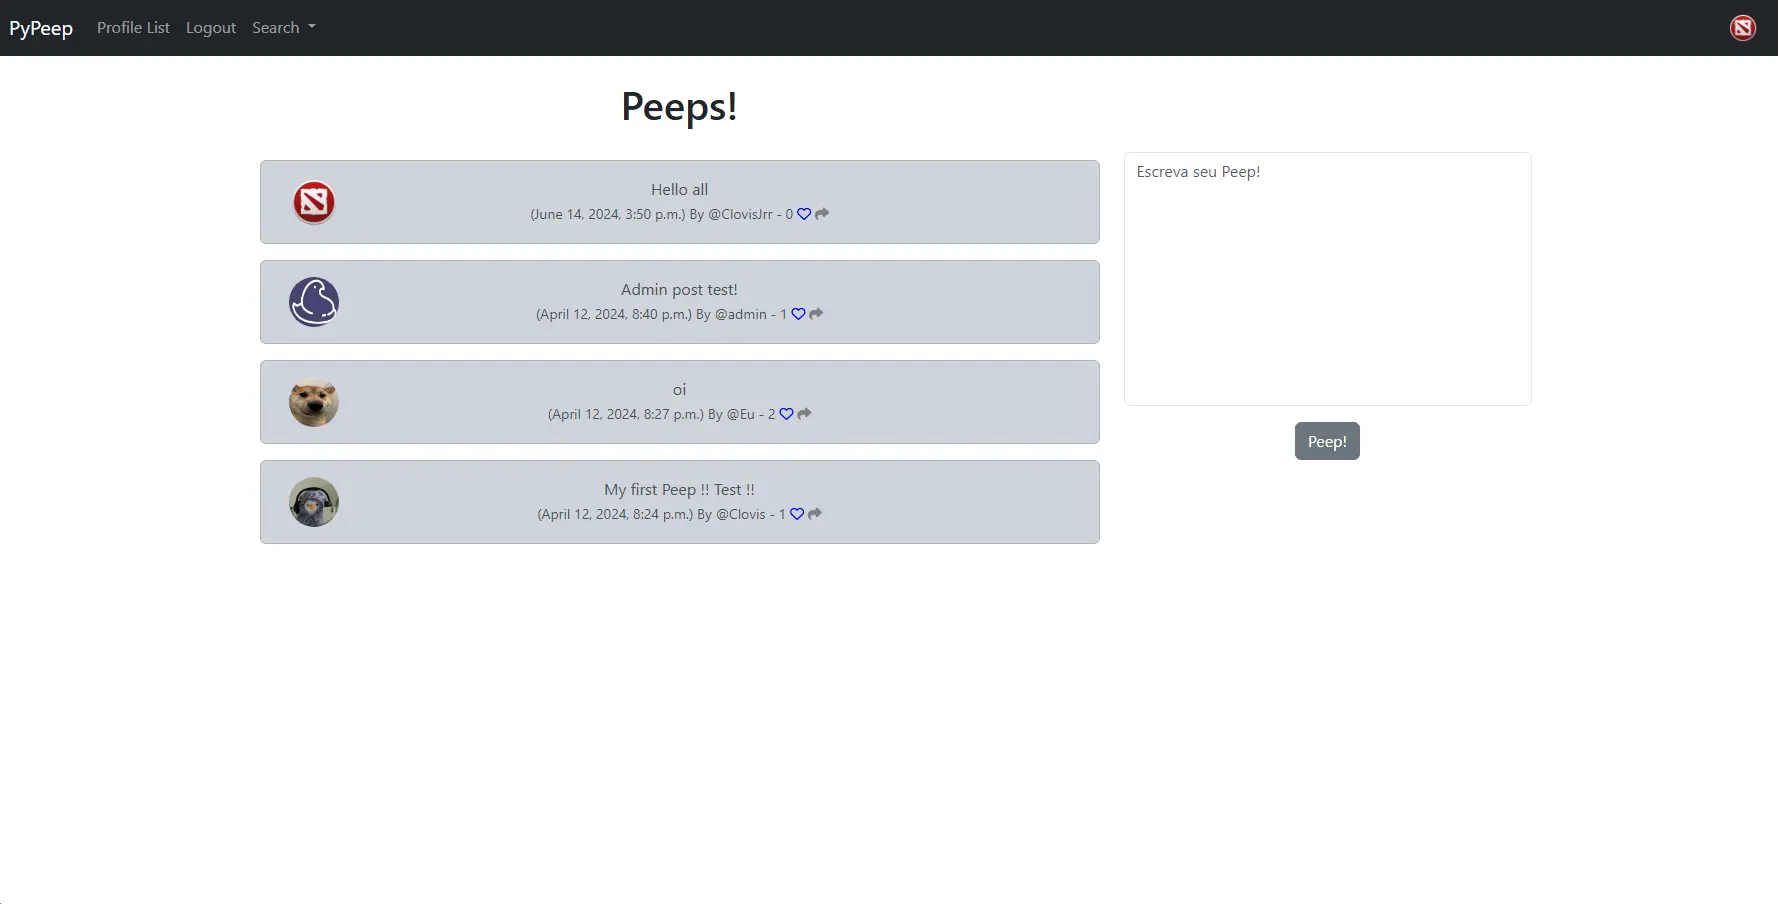 PyPeep Profile List Logout Search
Peeps!
Hello all
(June 14, 2024, 3:50 p.m.) By @ClovisJrr - 0
Admin post test!
(April 12, 2024, 8:40 p.m.) By @admin - 1
oi
(April 12, 2024, 8:27 p.m.) By @Eu - 2
My first Peep !! Test !!
(April 12, 2024, 8:24 p.m.) By @Clovis - 1
Escreva seu Peep!
Peep!